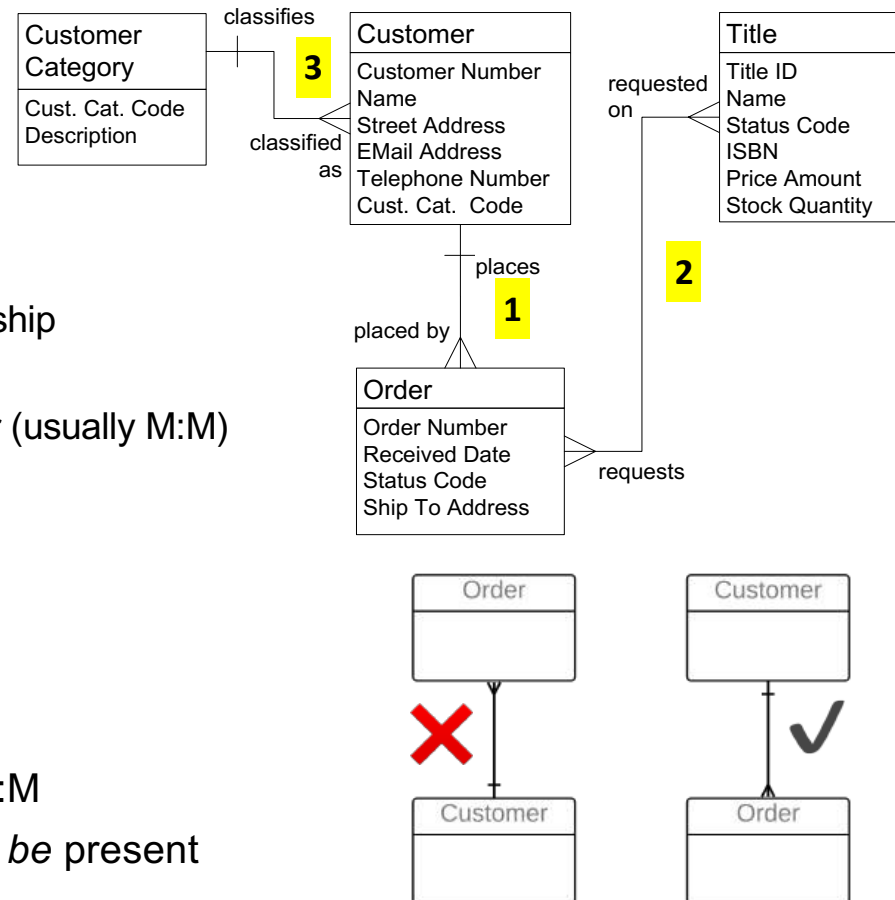 classifies
Customer
Category
Cust. Cat. Code
Description
3
classified
as
Customer
Customer Number
Name
Street Address
EMail Address
Telephone Number
Cust. Cat. Code
Title
Title ID
Name
Status Code
ISBN
Price Amount
Stock Quantity
requested
on
places
1
2
placed by
ship
r (usually M:M)
Order
Order Number
Received Date
Status Code
Ship To Address
requests
Order
Customer
Customer
Order
:M
be present